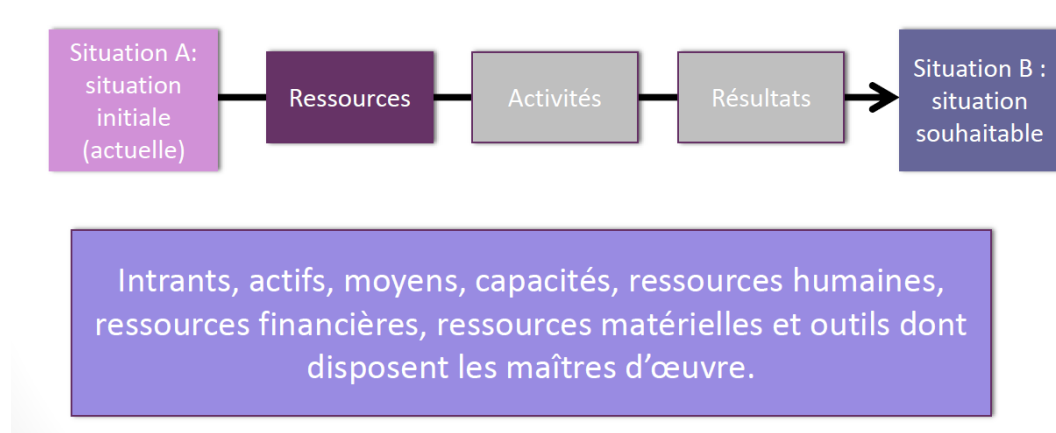 Situation A:
situation
initiale
(actuelle)
Ressources
Activités
Résultats
Situation B :
situation
souhaitable
Intrants, actifs, moyens, capacités, ressources humaines,
ressources financières, ressources matérielles et outils dont
disposent les maîtres d’œuvre.